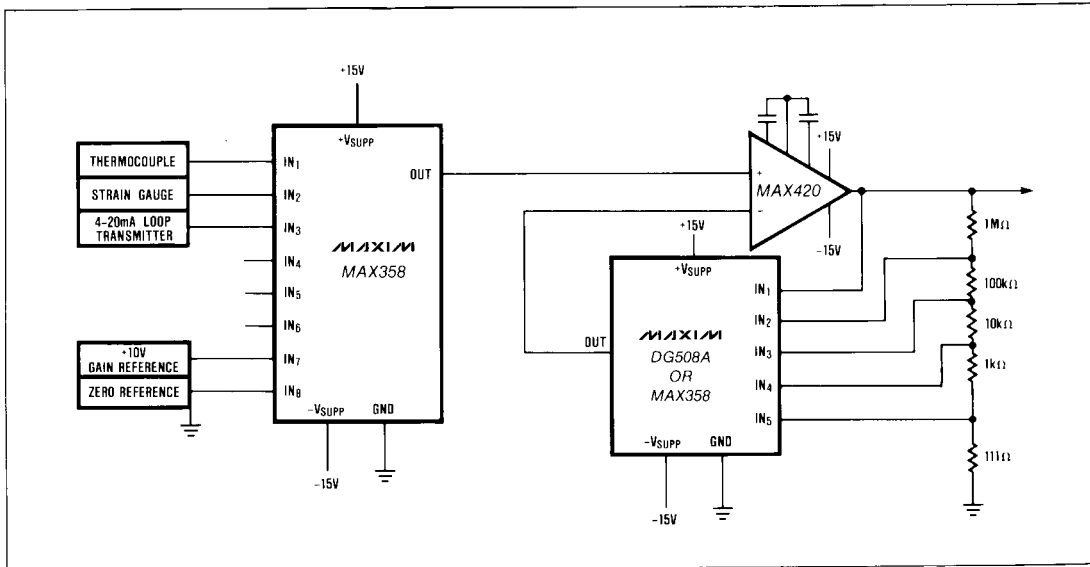 +15V
+VSUPP
THERMOCOUPLE
STRAIN GAUGE
4-20mA LOOP
TRANSMITTER
+10V
GAIN REFERENCE
ZERO REFERENCE
IN1
IN2
IN3
IN4
IN5
IN6
IN7
IN8
OUT
MAXIM
MAX358
-VSUPP
GND
-15V
+
-
MAX420
+15V
-15V
+15V
+VSUPP
OUT
MAXIM
DG508A
OR
MAX358
IN1
IN2
IN3
IN4
IN5
-VSUPP
GND
-15V
1MΩ
100kΩ
10kΩ
1kΩ
111Ω